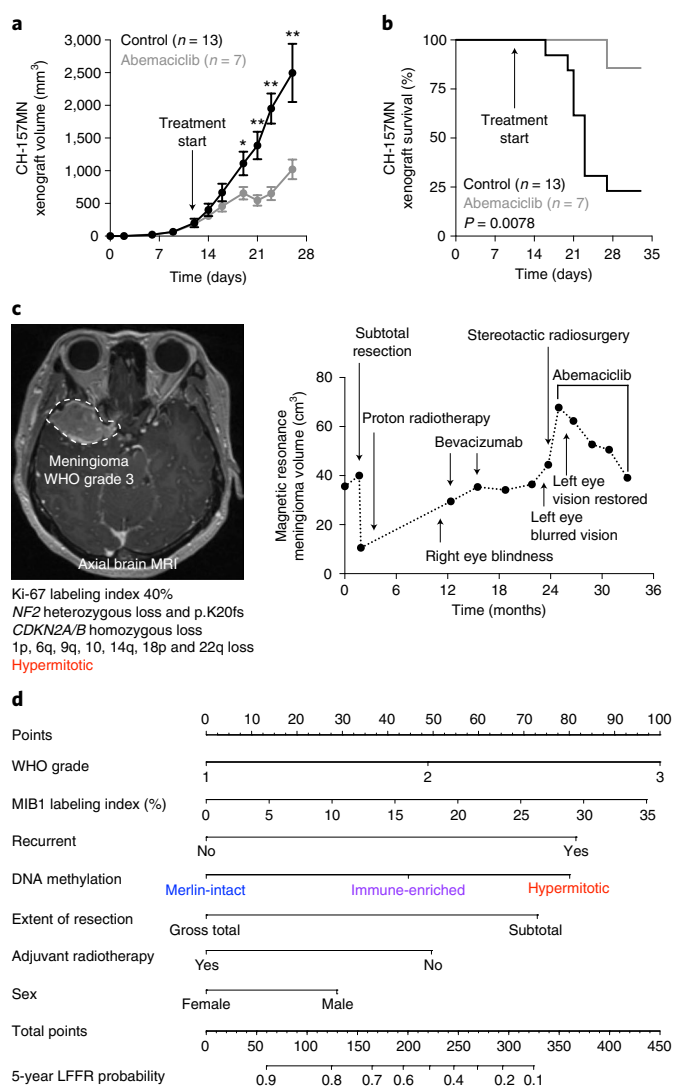 a
3,000
2,500
2,000
1,500
1,000
500
0
CH-157MN
xenograft volume (mm³)
Control (n = 13)
Abemaciclib (n = 7)
Treatment
start
*
**
**
**
0 7 14 21 28
Time (days)
b
100
75
50
25
0
CH-157MN
xenograft survival (%)
Treatment
start
Control (n = 13)
Abemaciclib (n = 7)
P = 0.0078
0 7 14 21 28 35
Time (days)
c
Meningioma
WHO grade 3
Axial brain MRI
Ki-67 labeling index 40%
NF2 heterozygous loss and p.K20fs
CDKN2A/B homozygous loss
1p, 6q, 9q, 10, 14q, 18p and 22q loss
Hypermitotic
Subtotal
resection
Stereotactic radiosurgery
Abemaciclib
Proton radiotherapy
Bevacizumab
Left eye
vision restored
Left eye
blurred vision
Right eye blindness
80
60
40
20
0
Magnetic resonance
meningioma volume (cm³)
0 6 12 18 24 30 36
Time (months)
d
0 10 20 30 40 50 60 70 80 90 100
Points
WHO grade
1 2 3
MIB1 labeling index (%)
0 5 10 15 20 25 30 35
Recurrent
No Yes
DNA methylation
Merlin-intact Immune-enriched Hypermitotic
Extent of resection
Gross total Subtotal
Adjuvant radiotherapy
Yes No
Sex
Female Male
Total points
0 50 100 150 200 250 300 350 400 450
5-year LFFR probability
0.9 0.8 0.7 0.6 0.4 0.2 0.1